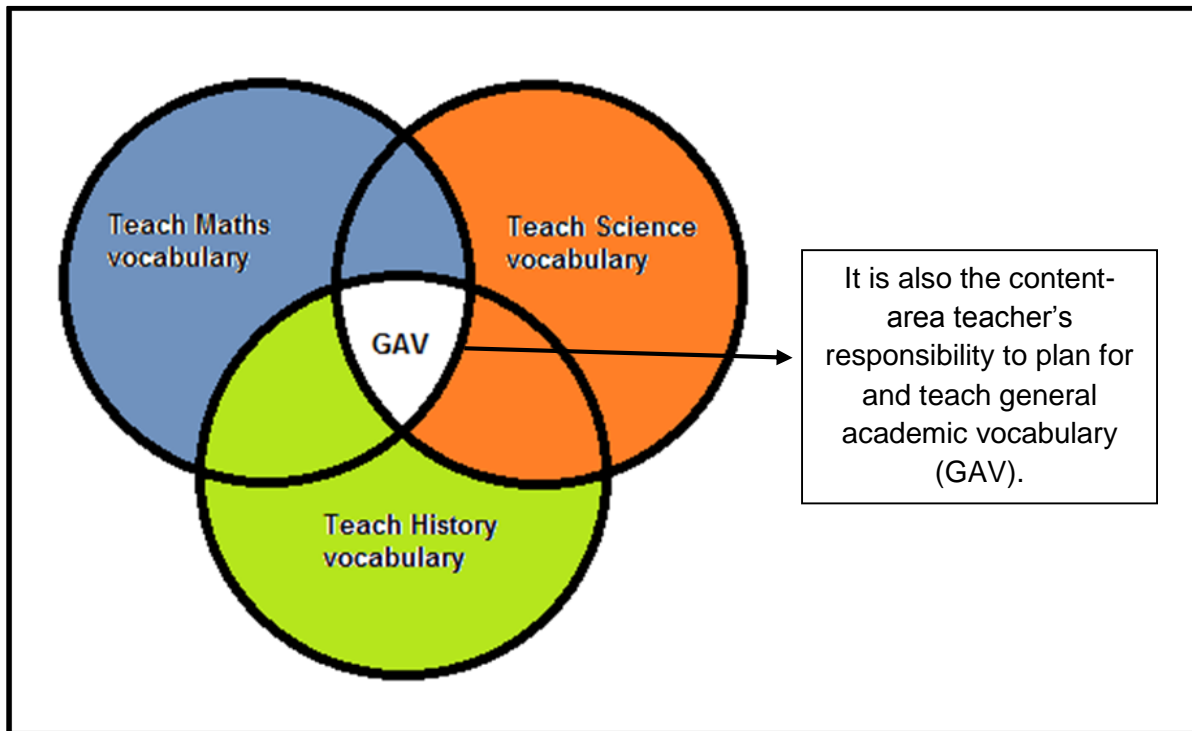 Teach Maths
vocabulary
Teach Science
vocabulary
GAV
Teach History
vocabulary
It is also the content-
area teacher’s
responsibility to plan for
and teach general
academic vocabulary
(GAV).